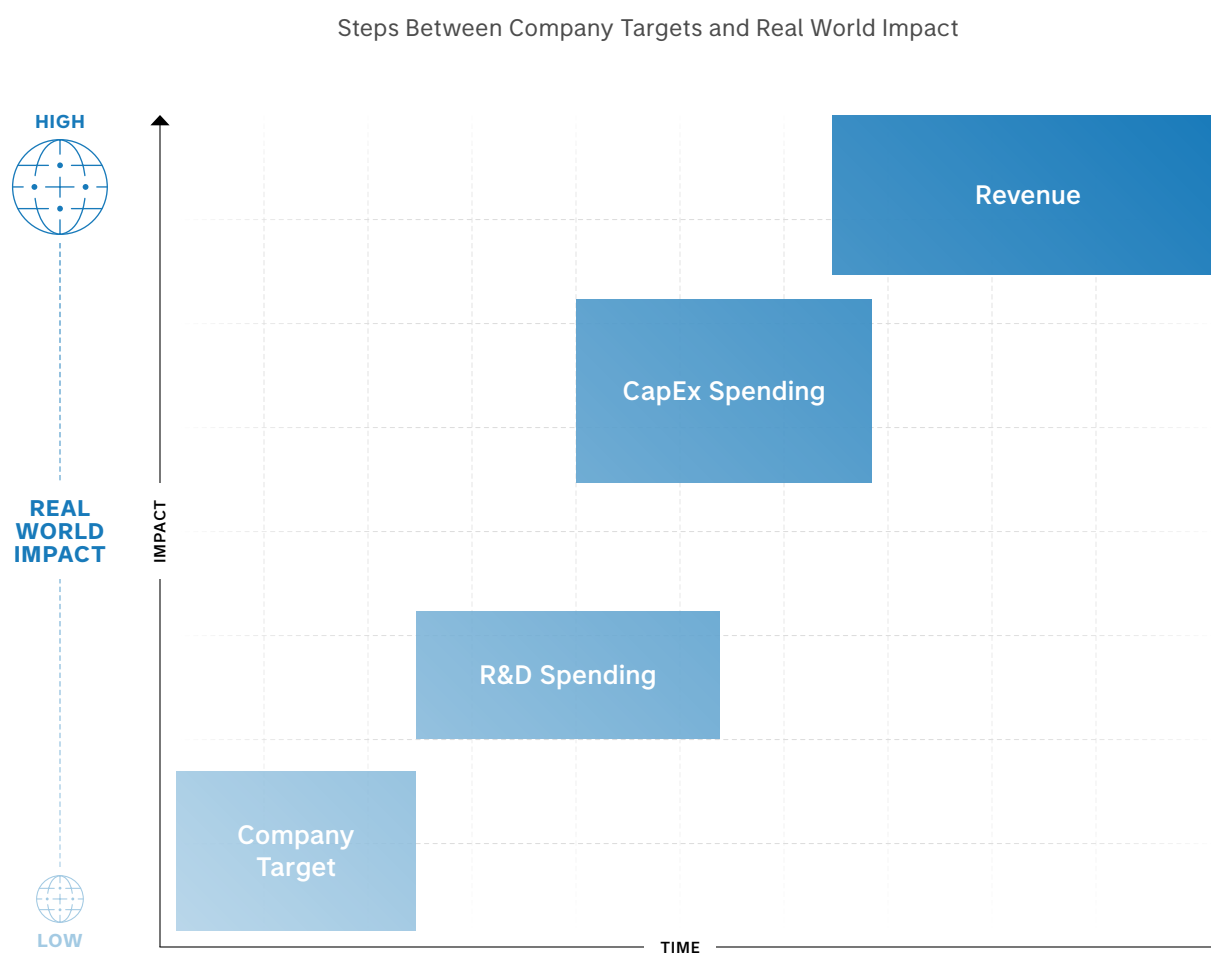 Steps Between Company Targets and Real World Impact
HIGH
Revenue
CapEx Spending
REAL
WORLD
IMPACT
IMPACT
R&D Spending
Company
Target
LOW
TIME